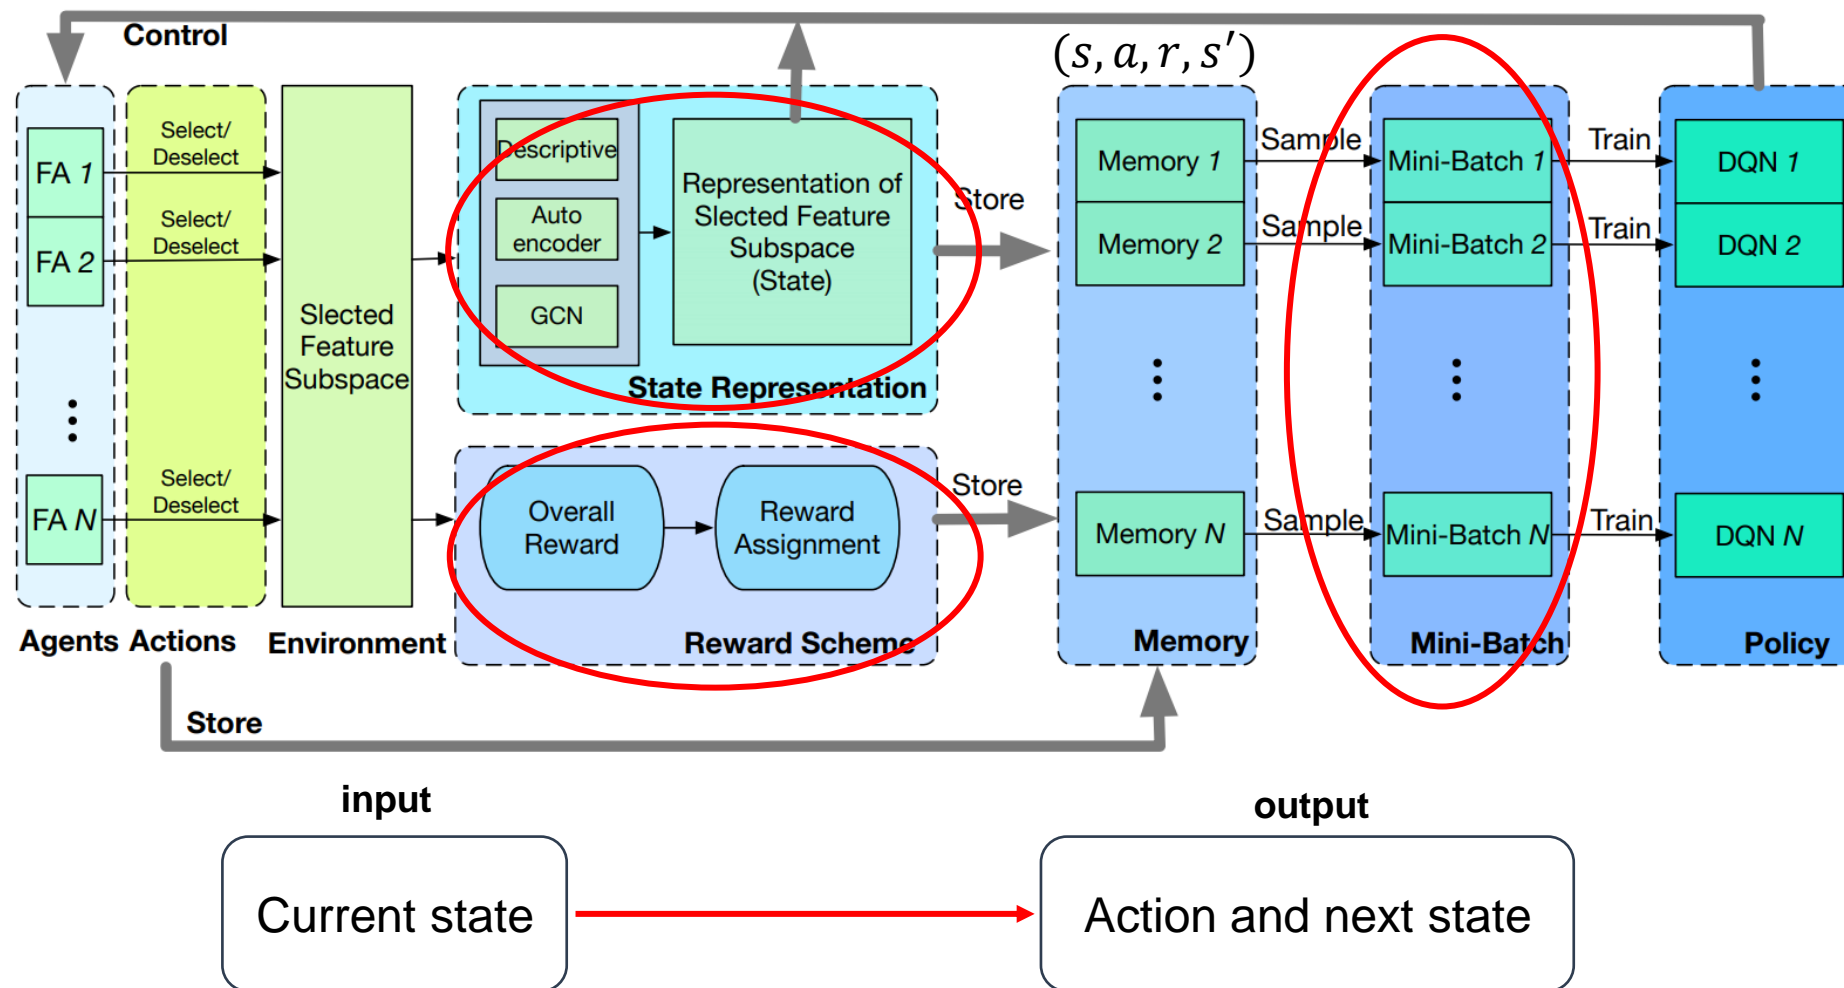 Control
(s, a, r, s′)
FA 1
FA 2
FA N
Agents
Select/
Deselect
Select/
Deselect
Select/
Deselect
Actions
Slected
Feature
Subspace
Environment
Descriptive
Auto
encoder
GCN
Representation of
Slected Feature
Subspace
(State)
State Representation
Overall
Reward
Reward
Assignment
Reward Scheme
Store
Store
Memory 1
Memory 2
Memory N
Memory
Sample
Sample
Sample
Mini-Batch 1
Mini-Batch 2
Mini-Batch N
Mini-Batch
Train
Train
Train
DQN 1
DQN 2
DQN N
Policy
Store
input
output
Current state
Action and next state